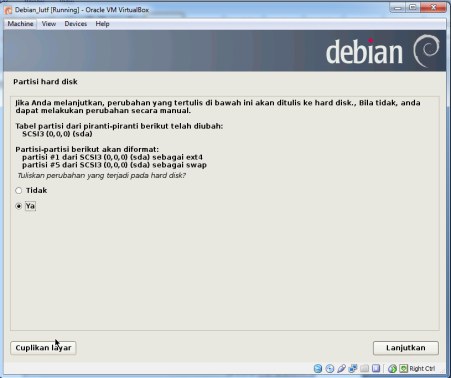 Debian_lutf [Running] - Oracle VM VirtualBox
Machine View Devices Help
debian
Partisi hard disk
Jika Anda melanjutkan, perubahan yang tertulis di bawah ini akan ditulis ke hard disk., Bila tidak, anda
dapat melakukan perubahan secara manual.
Tabel partisi dari piranti-piranti berikut telah diubah:
SCSI3 (0,0,0) (sda)
Partisi-partisi berikut akan diformat:
partisi #1 dari SCSI3 (0,0,0) (sda) sebagai ext4
partisi #5 dari SCSI3 (0,0,0) (sda) sebagai swap
Tuliskan perubahan yang terjadi pada hard disk?
Tidak
Ya
Cuplikan layar
Lanjutkan
Right Ctrl